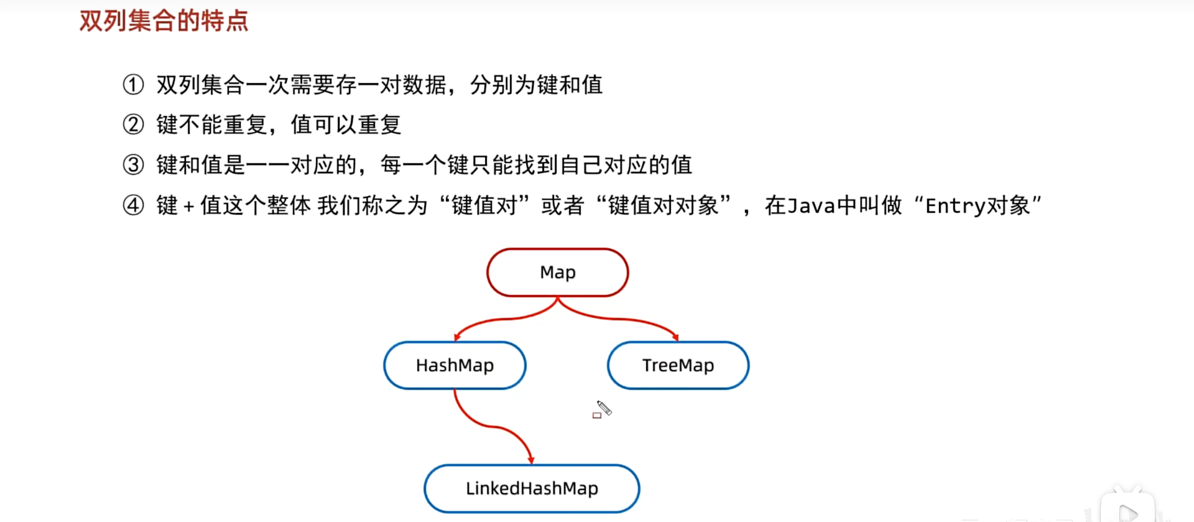 双列集合的特点
① 双列集合一次需要存一对数据，分别为键和值
② 键不能重复，值可以重复
③ 键和值是一一对应的，每一个键只能找到自己对应的值
④ 键+值这个整体 我们称之为“键值对”或者“键值对对象”，在Java中叫做“Entry对象”
Map
HashMap
TreeMap
LinkedHashMap